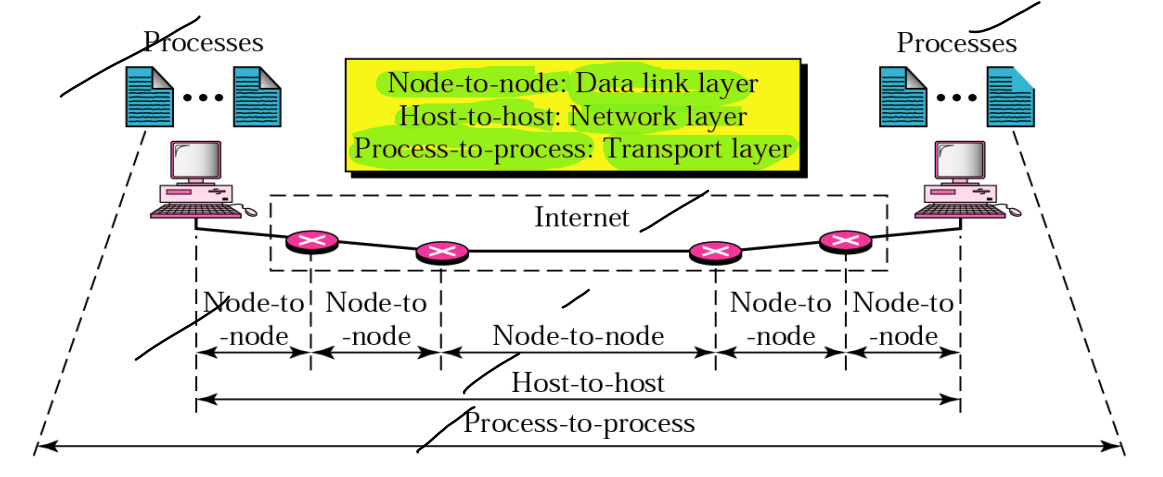 Processes
Processes
Node-to-node: Data link layer
Host-to-host: Network layer
Process-to-process: Transport layer
Internet
Node-to
-node
Node-to
-node
Node-to-node
Node-to
-node
Node-to
-node
Host-to-host
Process-to-process